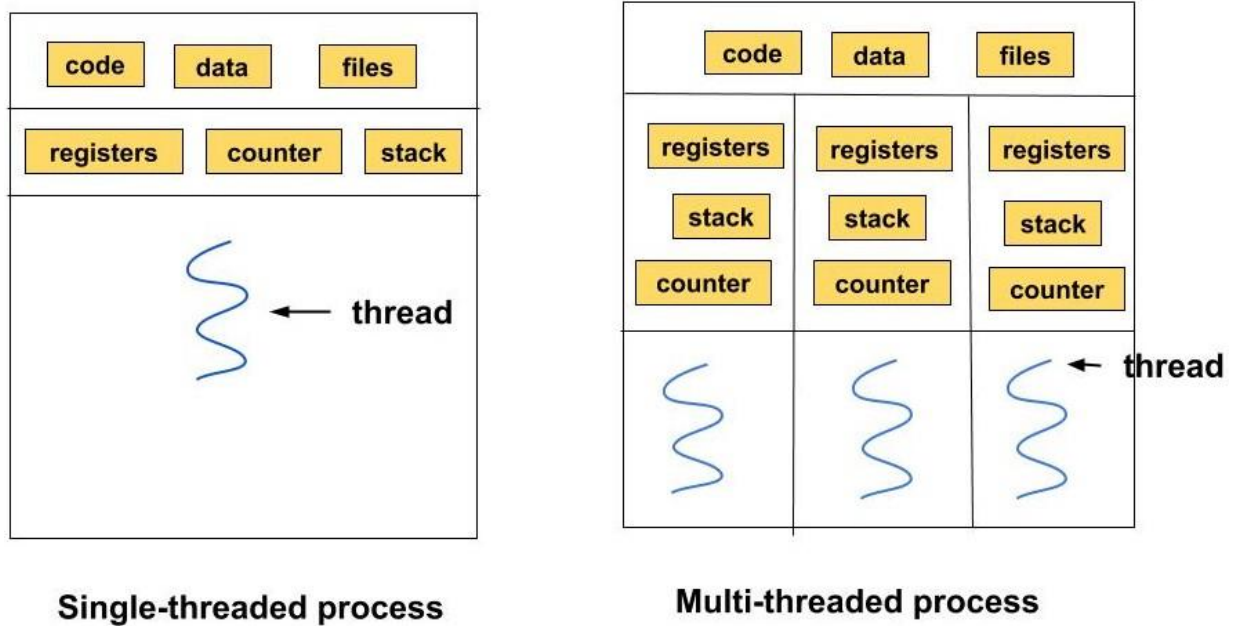 code data files
registers counter stack
thread
Single-threaded process
code data files
registers registers registers
stack stack stack
counter counter counter
thread
Multi-threaded process